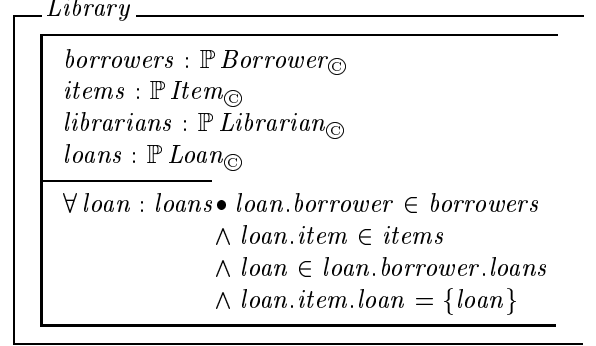 Library
borrowers : ℙ Borrower©
items : ℙ Item©
librarians : ℙ Librarian©
loans : ℙ Loan©
∀ loan : loans • loan.borrower ∈ borrowers
∧ loan.item ∈ items
∧ loan ∈ loan.borrower.loans
∧ loan.item.loan = {loan}